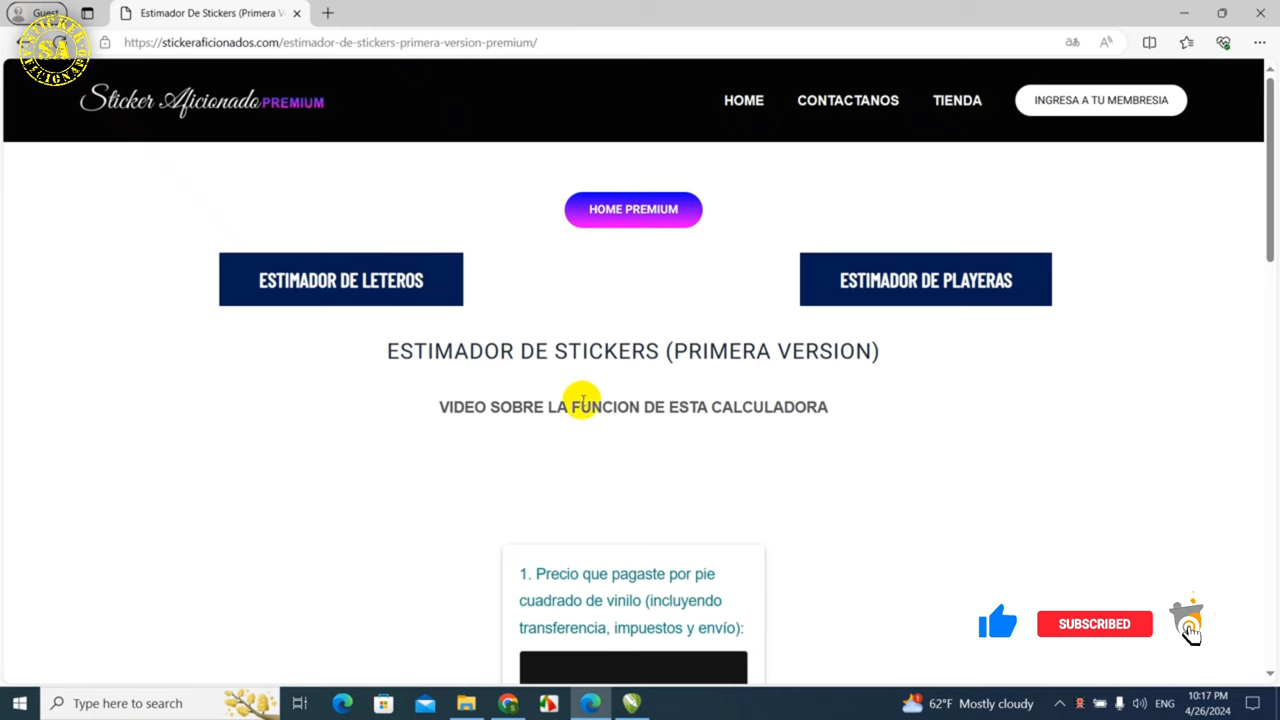 Guest
Estimador De Stickers (Primera V
https://stickeraficionados.com/estimador-de-stickers-primera-version-premium/
STICKER
SA
AFICIONADO
Sticker Aficionado PREMIUM
HOME
CONTACTANOS
TIENDA
INGRESA A TU MEMBRESIA
HOME PREMIUM
ESTIMADOR DE LETEROS
ESTIMADOR DE PLAYERAS
ESTIMADOR DE STICKERS (PRIMERA VERSION)
VIDEO SOBRE LA FUNCION DE ESTA CALCULADORA
1. Precio que pagaste por pie
cuadrado de vinilo (incluyendo
transferencia, impuestos y envío):
SUBSCRIBED
Type here to search
62°F Mostly cloudy
ENG
10:17 PM
4/26/2024